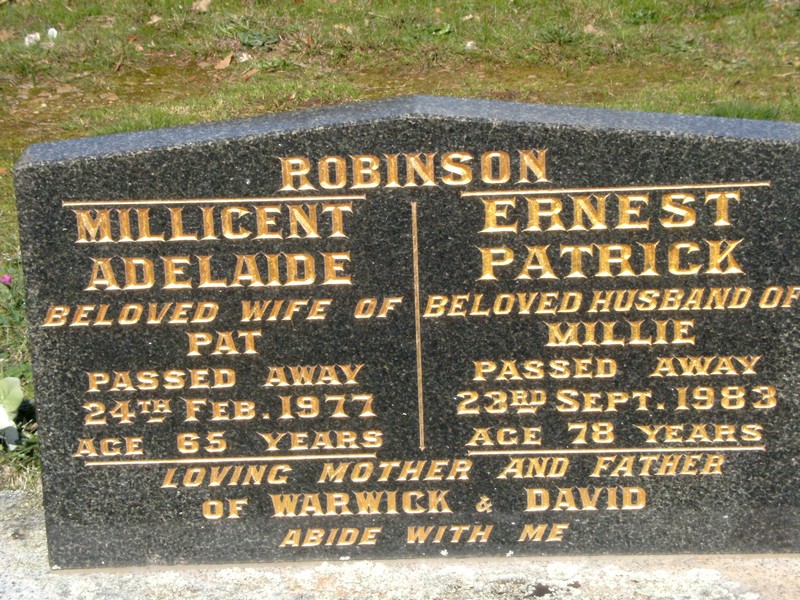 ROBINSON
MILLICENT
ADELAIDE
BELOVED WIFE OF
PAT
PASSED AWAY
24TH FEB. 1977
AGE 65 YEARS
ERNEST
PATRICK
BELOVED HUSBAND OF
MILLIE
PASSED AWAY
23RD SEPT. 1983
AGE 78 YEARS
LOVING MOTHER AND FATHER
OF WARWICK & DAVID
ABIDE WITH ME